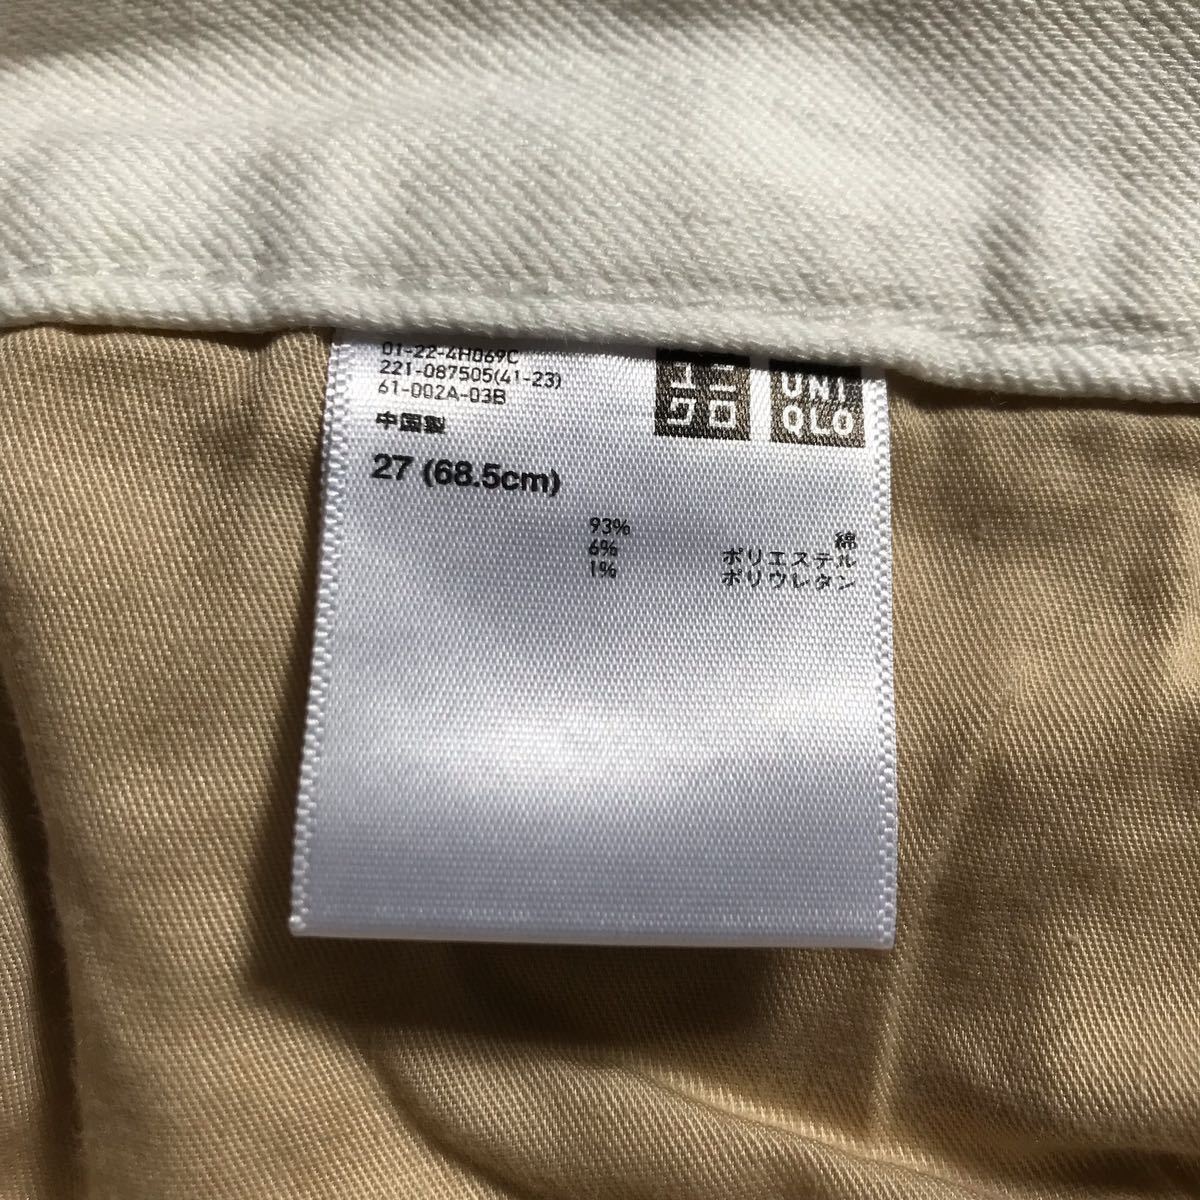 01-22-4H069C
221-087505(41-23)
61-002A-03B
中国製
27 (68.5cm)
ユニ
クロ
UNI
QLO
93% 綿
6% ポリエステル
1% ポリウレタン